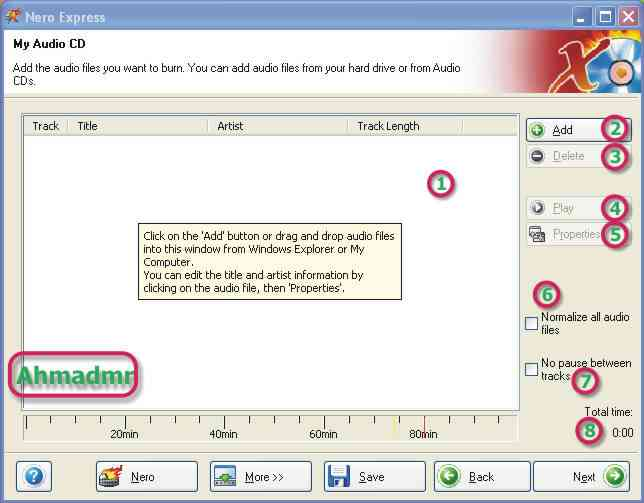 Nero Express
My Audio CD
Add the audio files you want to burn. You can add audio files from your hard drive or from Audio
CDs.
Track Title Artist Track Length
1
Add 2
Delete 3
Play 4
Properties 5
Click on the 'Add' button or drag and drop audio files
into this window from Windows Explorer or My
Computer.
You can edit the title and artist information by
clicking on the audio file, then 'Properties'.
6
Normalize all audio
files
No pause between
tracks 7
Ahmadmr
Total time:
8 0:00
20min 40min 60min 80min
? Nero More >> Save Back Next